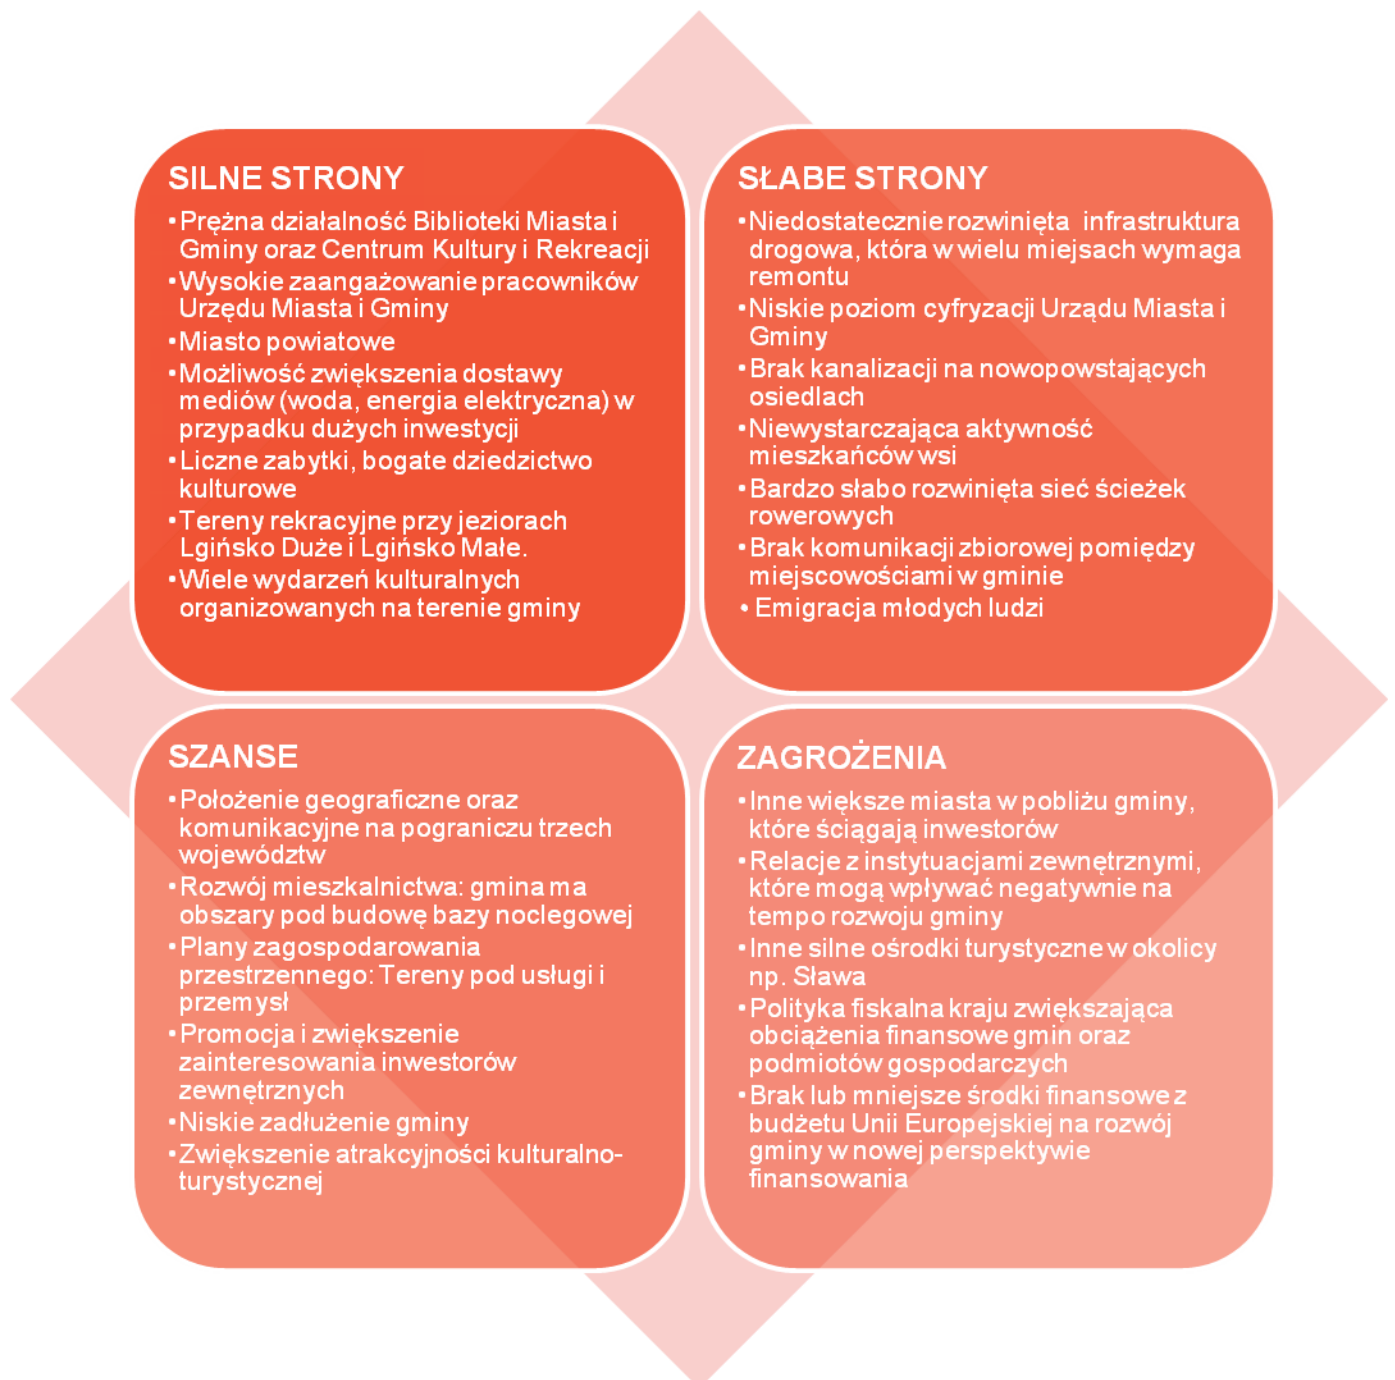 SILNE STRONY
•Prężna działalność Biblioteki Miasta i
Gminy oraz Centrum Kultury i Rekreacji
•Wysokie zaangażowanie pracowników
Urzędu Miasta i Gminy
•Miasto powiatowe
•Możliwość zwiększenia dostawy
mediów (woda, energia elektryczna) w
przypadku dużych inwestycji
•Liczne zabytki, bogate dziedzictwo
kulturowe
•Tereny rekracyjne przy jeziorach
Lgińsko Duże i Lgińsko Małe.
•Wiele wydarzeń kulturalnych
organizowanych na terenie gminy
SŁABE STRONY
•Niedostatecznie rozwinięta infrastruktura
drogowa, która w wielu miejsach wymaga
remontu
•Niskie poziom cyfryzacji Urządu Miasta i
Gminy
•Brak kanalizacji na nowopowstających
osiedlach
•Niewystarczająca aktywność
mieszkańców wsi
•Bardzo słabo rozwinięta sieć ścieżek
rowerowych
•Brak komunikacji zbiorowej pomiędzy
miejscowościami w gminie
• Emigracja młodych ludzi
SZANSE
•Położenie geograficzne oraz
komunikacyjne na pograniczu trzech
województw
•Rozwój mieszkalnictwa: gmina ma
obszary pod budowę bazy noclegowej
•Plany zagospodarowania
przestrzennego: Tereny pod usługi i
przemysł
•Promocja i zwiększenie
zainteresowania inwestorów
zewnętrznych
•Niskie zadłużenie gminy
•Zwiększenie atrakcyjności kulturalno-
turystycznej
ZAGROŻENIA
•Inne większe miasta w pobliżu gminy,
które ściągają inwestorów
•Relacje z instytuacjami zewnętrznymi,
które mogą wpływać negatywnie na
tempo rozwoju gminy
•Inne silne ośrodki turystyczne w okolicy
np. Sława
•Polityka fiskalna kraju zwiększająca
obciążenia finansowe gmin oraz
podmiotów gospodarczych
•Brak lub mniejsze środki finansowe z
budżetu Unii Europejskiej na rozwój
gminy w nowej perspektywie
finansowania